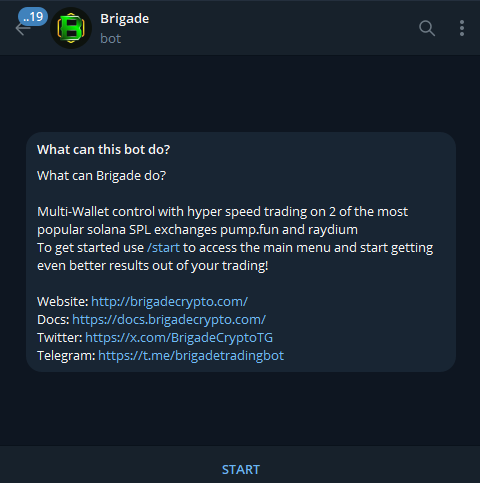 ..19
Brigade
bot
What can this bot do?
What can Brigade do?
Multi-Wallet control with hyper speed trading on 2 of the most
popular solana SPL exchanges pump.fun and raydium
To get started use /start to access the main menu and start getting
even better results out of your trading!
Website: http://brigadecrypto.com/
Docs: https://docs.brigadecrypto.com/
Twitter: https://x.com/BrigadeCryptoTG
Telegram: https://t.me/brigadetradingbot
START